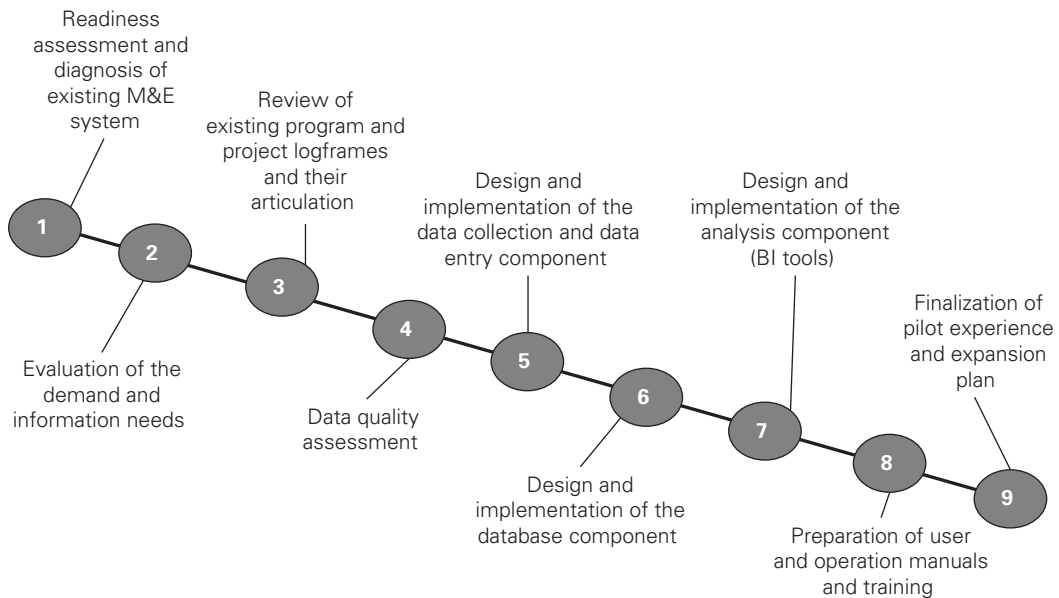 Readiness
assessment and
diagnosis of
existing M&E
system
Review of
existing program and
project logframes
and their
articulation
Design and
implementation of the
data collection and data
entry component
Design and
implementation of the
analysis component
(BI tools)
Finalization of
pilot experience
and expansion
plan
1
2
3
4
5
6
7
8
9
Evaluation of the
demand and
information needs
Data quality
assessment
Design and
implementation of the
database component
Preparation of user
and operation manuals
and training